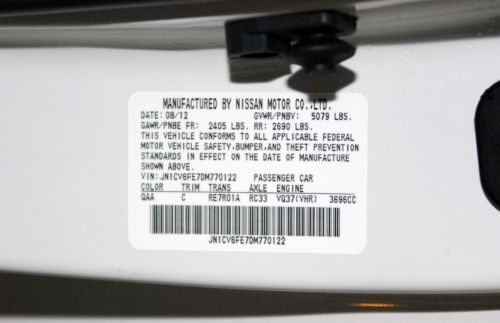 MANUFACTURED BY NISSAN MOTOR CO.,LTD.
DATE: 08/12 GVWR/PNBV: 5079 LBS.
GAWR/PNBE FR: 2405 LBS. RR: 2690 LBS.
THIS VEHICLE CONFORMS TO ALL APPLICABLE FEDERAL
MOTOR VEHICLE SAFETY,BUMPER,AND THEFT PREVENTION
STANDARDS IN EFFECT ON THE DATE OF MANUFACTURE
SHOWN ABOVE.
VIN: JN1CV6FE7DM770122 PASSENGER CAR
COLOR TRIM TRANS AXLE ENGINE
QAA C RE7R01A RC33 VQ37(VHR) 3696CC
JN1CV6FE7DM770122